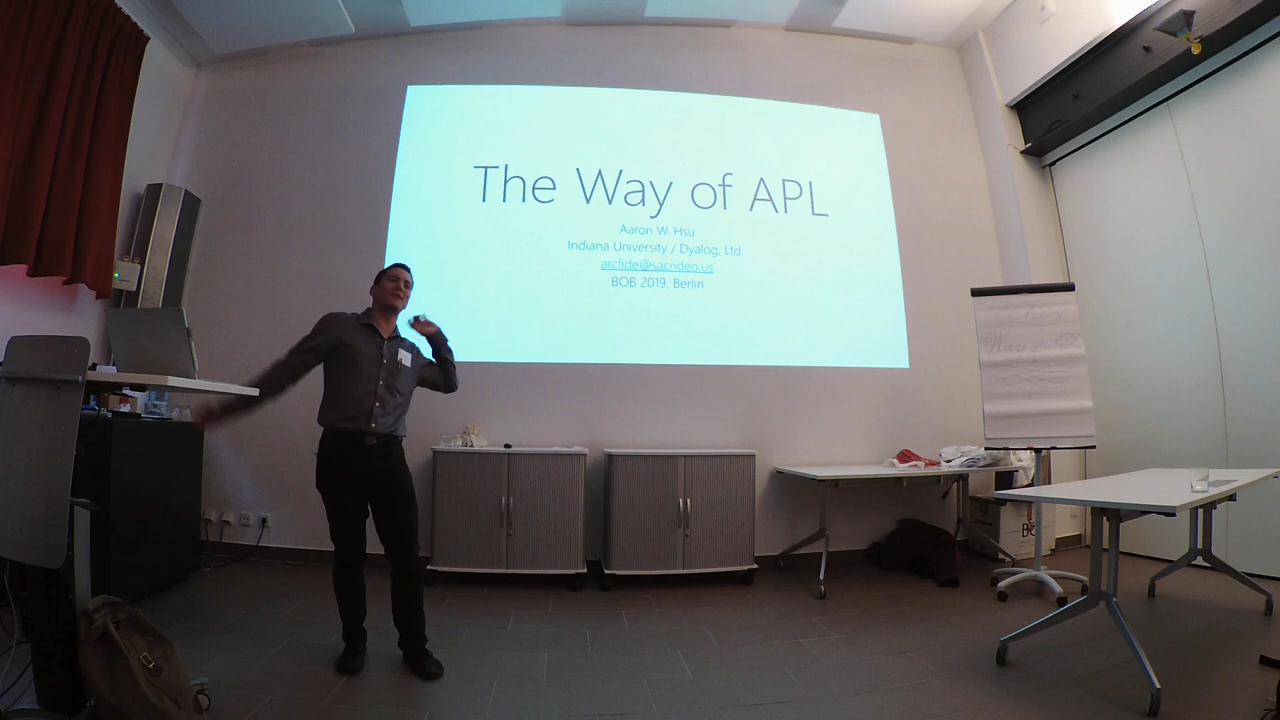 The Way of APL
Aaron W. Hsu
Indiana University / Dyalog, Ltd.
arcfide@sacrideo.us
BOB 2019, Berlin